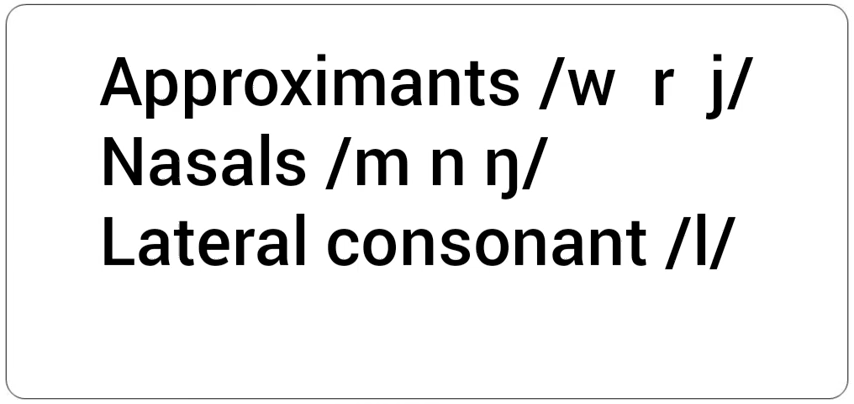 Approximants /w r j/
Nasals /m n ŋ/
Lateral consonant /l/